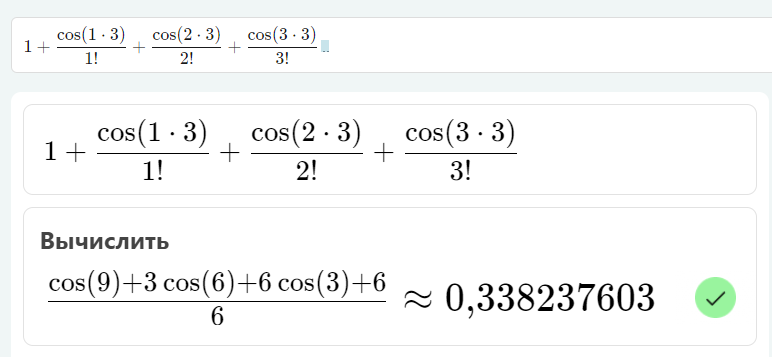 1 + cos(1 · 3)/1! + cos(2 · 3)/2! + cos(3 · 3)/3!
1 + cos(1 · 3)/1! + cos(2 · 3)/2! + cos(3 · 3)/3!
Вычислить
cos(9)+3 cos(6)+6 cos(3)+6/6 ≈ 0,338237603